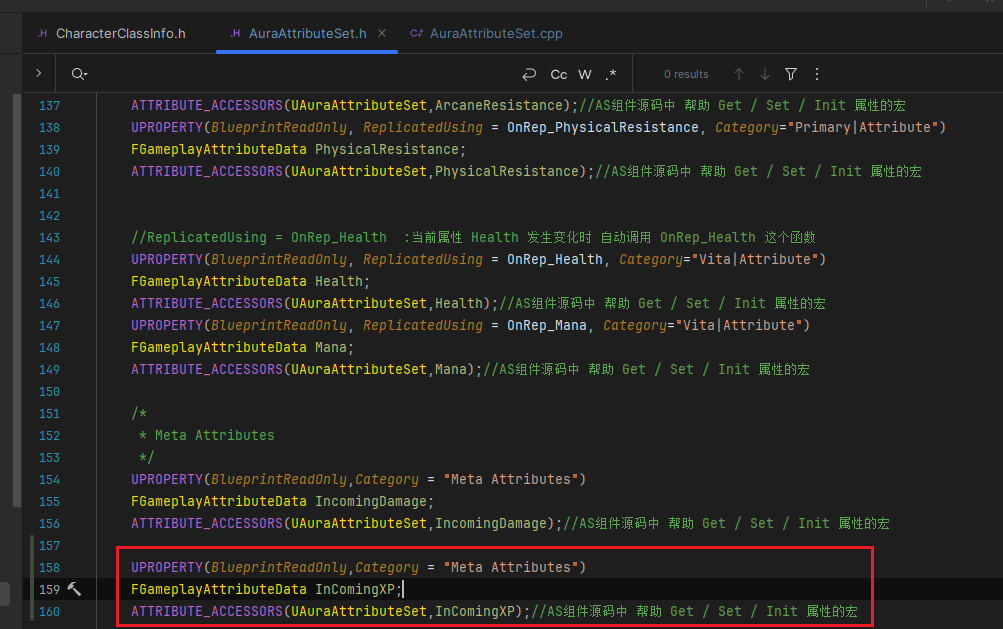 .H CharacterClassInfo.h .H AuraAttributeSet.h × C++ AuraAttributeSet.cpp
Cc W .* 0 results
137 ATTRIBUTE_ACCESSORS(UAuraAttributeSet,ArcaneResistance);//AS组件源码中 帮助 Get / Set / Init 属性的宏
138 UPROPERTY(BlueprintReadOnly, ReplicatedUsing = OnRep_PhysicalResistance, Category="Primary|Attribute")
139 FGameplayAttributeData PhysicalResistance;
140 ATTRIBUTE_ACCESSORS(UAuraAttributeSet,PhysicalResistance);//AS组件源码中 帮助 Get / Set / Init 属性的宏
141
142
143 //ReplicatedUsing = OnRep_Health  :当前属性 Health 发生变化时 自动调用 OnRep_Health 这个函数
144 UPROPERTY(BlueprintReadOnly, ReplicatedUsing = OnRep_Health, Category="Vita|Attribute")
145 FGameplayAttributeData Health;
146 ATTRIBUTE_ACCESSORS(UAuraAttributeSet,Health);//AS组件源码中 帮助 Get / Set / Init 属性的宏
147 UPROPERTY(BlueprintReadOnly, ReplicatedUsing = OnRep_Mana, Category="Vita|Attribute")
148 FGameplayAttributeData Mana;
149 ATTRIBUTE_ACCESSORS(UAuraAttributeSet,Mana);//AS组件源码中 帮助 Get / Set / Init 属性的宏
150
151 /*
152 * Meta Attributes
153 */
154 UPROPERTY(BlueprintReadOnly,Category = "Meta Attributes")
155 FGameplayAttributeData IncomingDamage;
156 ATTRIBUTE_ACCESSORS(UAuraAttributeSet,IncomingDamage);//AS组件源码中 帮助 Get / Set / Init 属性的宏
157
158 UPROPERTY(BlueprintReadOnly,Category = "Meta Attributes")
159 FGameplayAttributeData InComingXP;
160 ATTRIBUTE_ACCESSORS(UAuraAttributeSet,InComingXP);//AS组件源码中 帮助 Get / Set / Init 属性的宏